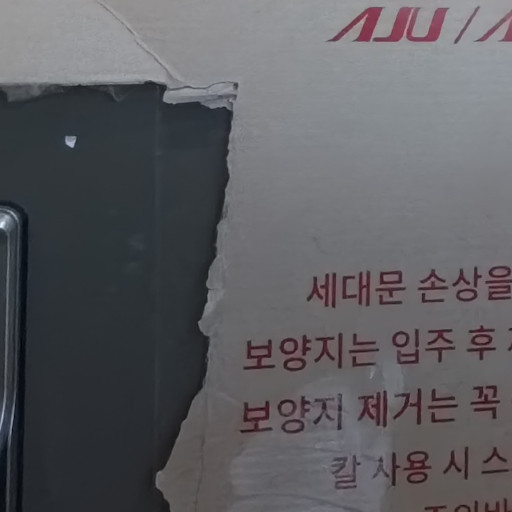 AJU /
세대문 손상을
보양지는 입주 후
보양지 제거는 꼭
칼 사용 시 스